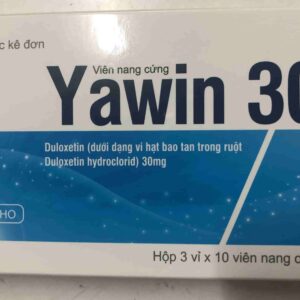 c kê đơn
Viên nang cứng
Yawin 30
Duloxetin (dưới dạng vi hạt bao tan trong ruột
Duloxetin hydroclorid) 30mg
HO
Hộp 3 vỉ x 10 viên nang c